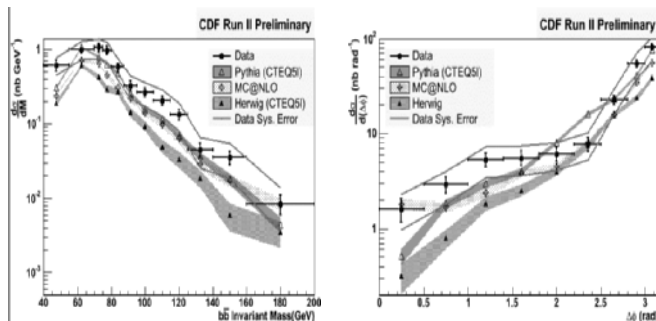 CDF Run II Preliminary
dσ/dM (nb GeV⁻¹)
Data
Pythia (CTEQ5l)
MC@NLO
Herwig (CTEQ5l)
Data Sys. Error
1
10⁻¹
10⁻²
10⁻³
40 60 80 100 120 140 160 180 200
bb̄ Invariant Mass(GeV)
CDF Run II Preliminary
dσ/d(Δφ) (nb rad⁻¹)
Data
Pythia (CTEQ5l)
MC@NLO
Herwig (CTEQ5l)
Data Sys. Error
10²
10
1
0 0.5 1 1.5 2 2.5 3
Δφ (rad